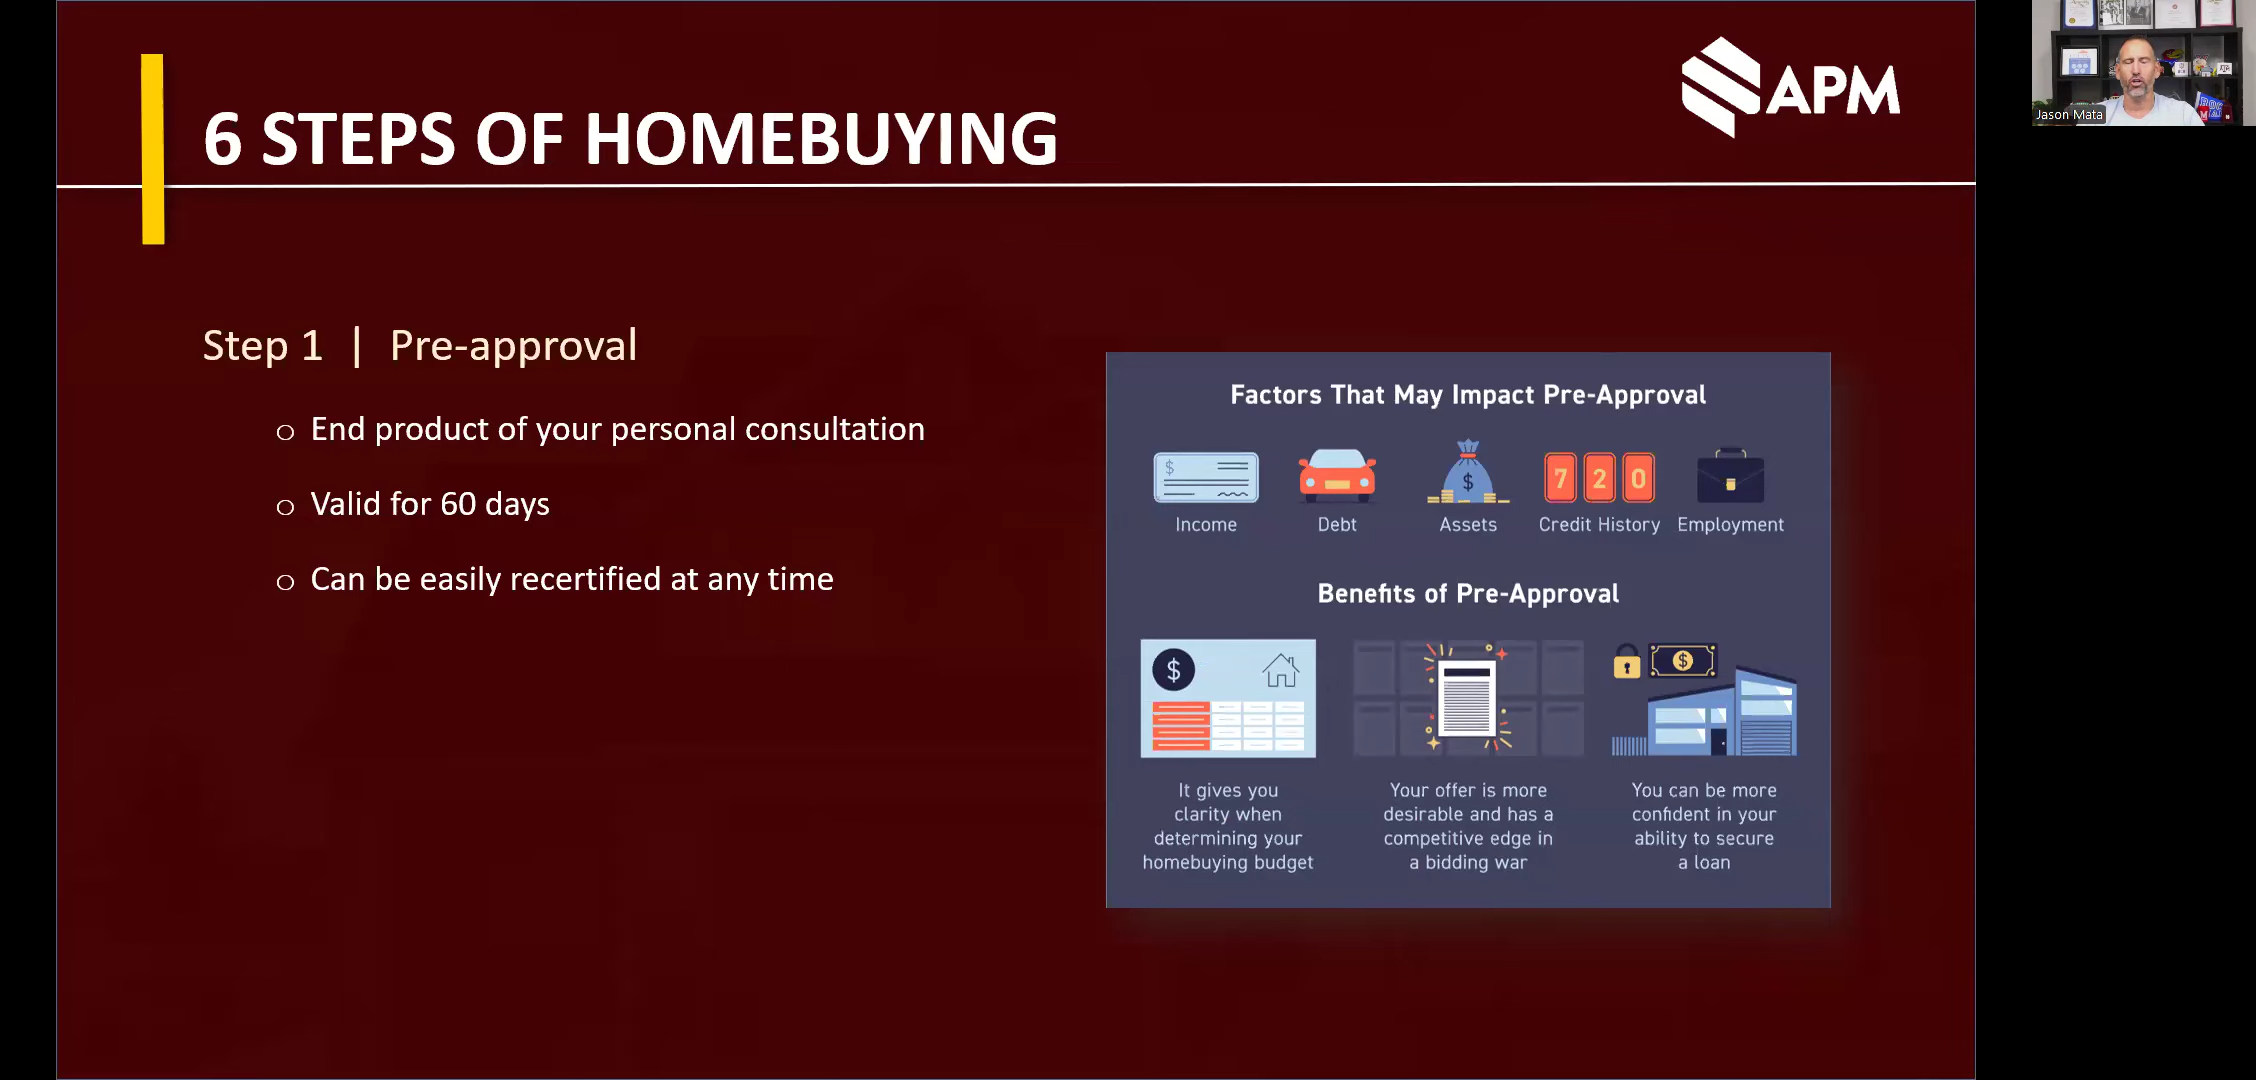 6 STEPS OF HOMEBUYING
APM
Jason Mata
Step 1 | Pre-approval
o End product of your personal consultation
o Valid for 60 days
o Can be easily recertified at any time
Factors That May Impact Pre-Approval
$
$
7 2 0
Income
Debt
Assets
Credit History
Employment
Benefits of Pre-Approval
$
$
It gives you
clarity when
determining your
homebuying budget
Your offer is more
desirable and has a
competitive edge in
a bidding war
You can be more
confident in your
ability to secure
a loan